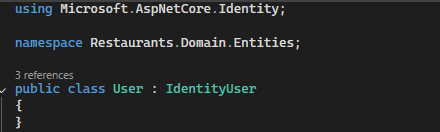 using Microsoft.AspNetCore.Identity;
namespace Restaurants.Domain.Entities;
3 references
public class User : IdentityUser
{
}